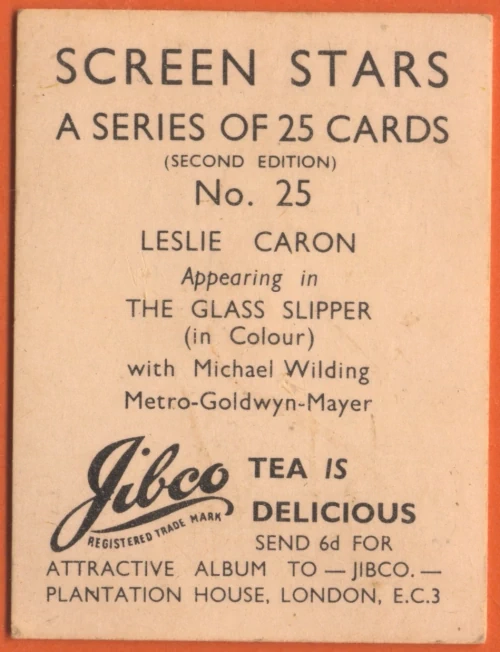 SCREEN STARS
A SERIES OF 25 CARDS
(SECOND EDITION)
No. 25
LESLIE CARON
Appearing in
THE GLASS SLIPPER
(in Colour)
with Michael Wilding
Metro-Goldwyn-Mayer
Jibco
REGISTERED TRADE MARK
TEA IS
DELICIOUS
SEND 6d FOR
ATTRACTIVE ALBUM TO — JIBCO. —
PLANTATION HOUSE, LONDON, E.C.3